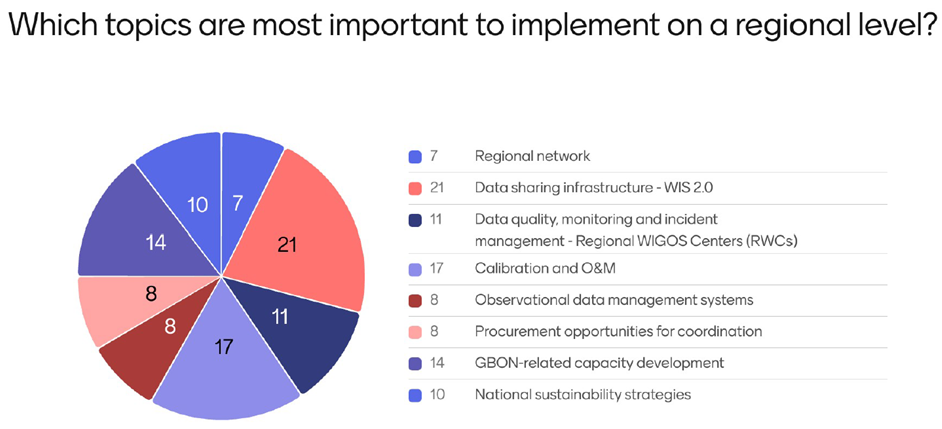 Which topics are most important to implement on a regional level?
10
7
21
14
8
11
8
17
7 Regional network
21 Data sharing infrastructure - WIS 2.0
11 Data quality, monitoring and incident
management - Regional WIGOS Centers (RWCs)
17 Calibration and O&M
8 Observational data management systems
8 Procurement opportunities for coordination
14 GBON-related capacity development
10 National sustainability strategies